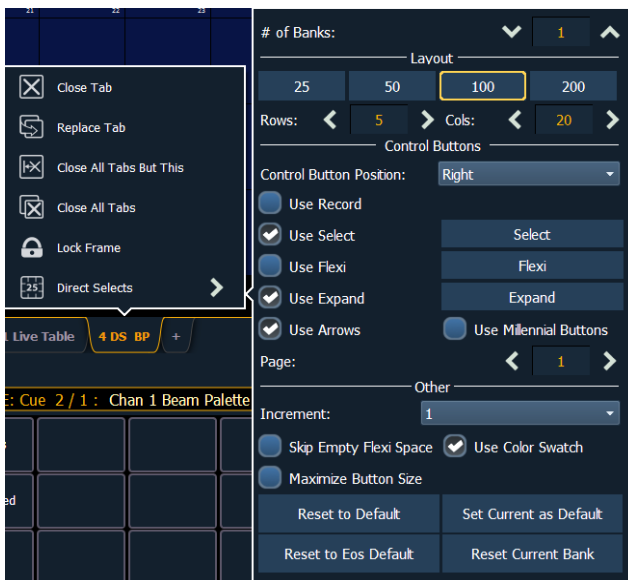 21 22 23
Close Tab
Replace Tab
Close All Tabs But This
Close All Tabs
Lock Frame
25 Direct Selects
Live Table 4 DS BP +
E: Cue 2 / 1 : Chan 1 Beam Palette
s
ed
# of Banks: 1
Layout
25 50 100 200
Rows: 5 Cols: 20
Control Buttons
Control Button Position: Right
Use Record
Use Select Select
Use Flexi Flexi
Use Expand Expand
Use Arrows Use Millennial Buttons
Page: 1
Other
Increment: 1
Skip Empty Flexi Space Use Color Swatch
Maximize Button Size
Reset to Default Set Current as Default
Reset to Eos Default Reset Current Bank